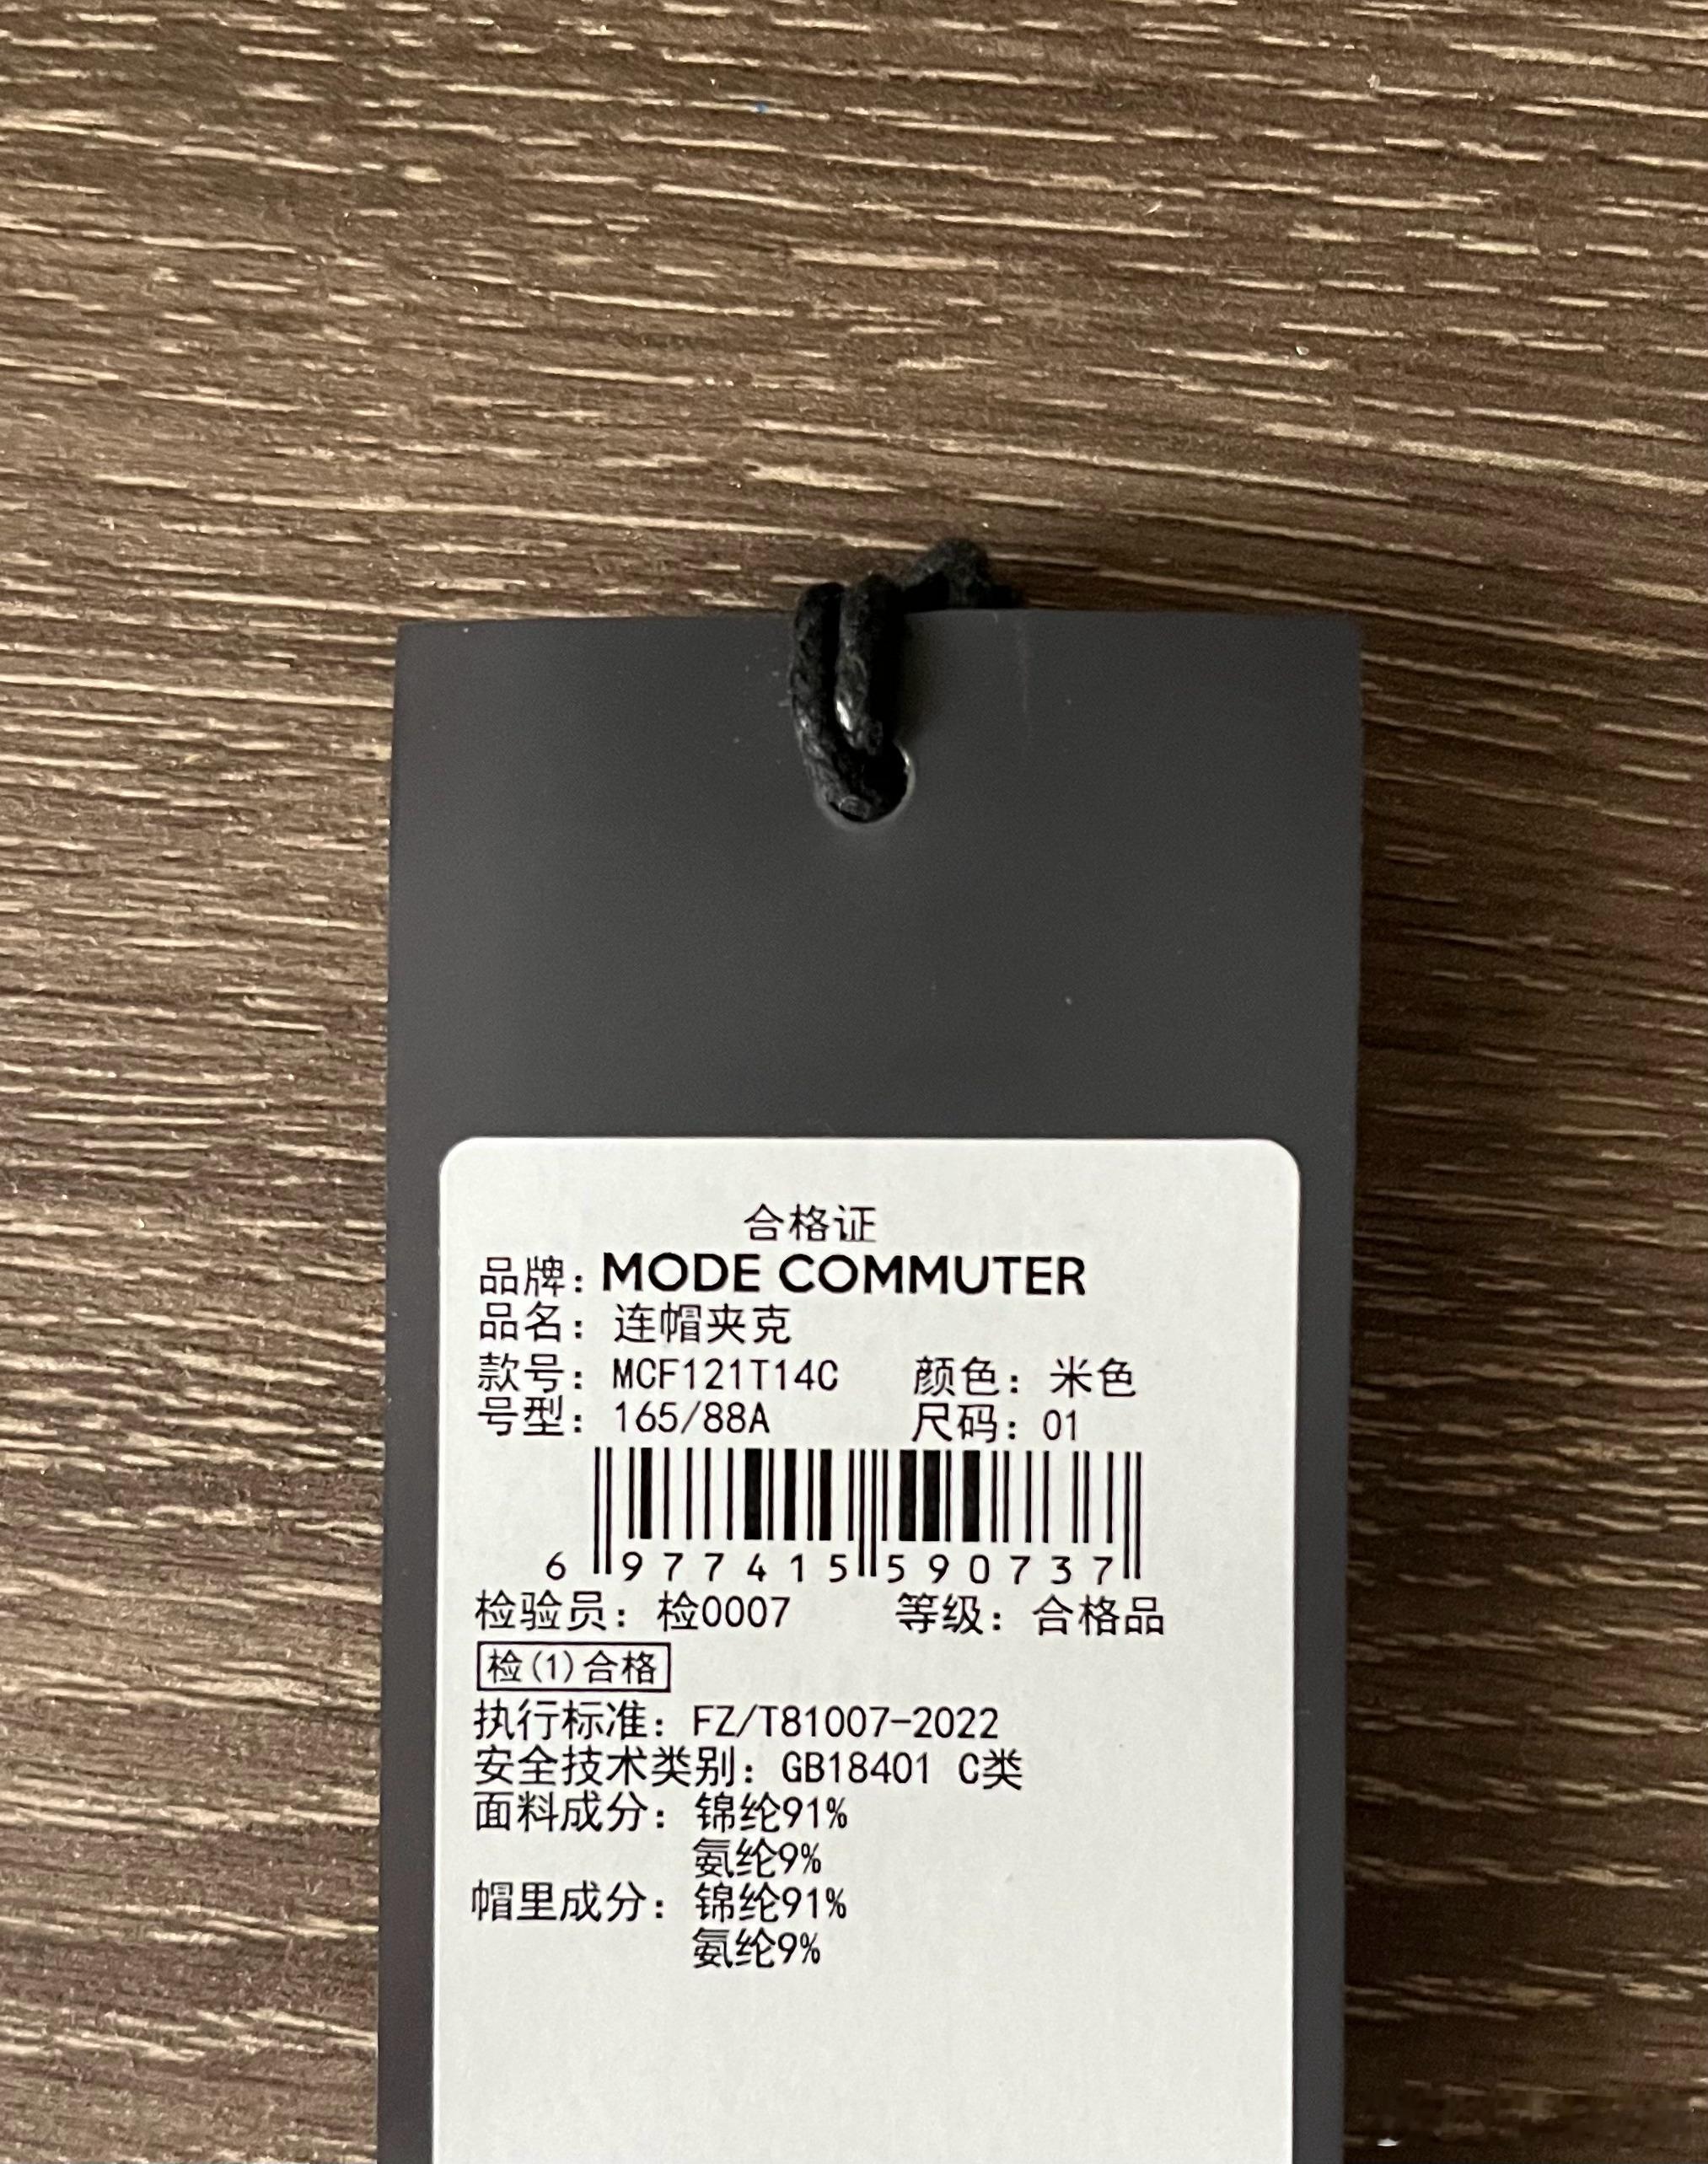 合格证
品牌: MODE COMMUTER
品名: 连帽夹克
款号: MCF121T14C 颜色: 米色
号型: 165/88A 尺码: 01
6 977415 590737
检验员: 检0007 等级: 合格品
检(1)合格
执行标准: FZ/T81007-2022
安全技术类别: GB18401 C类
面料成分: 锦纶91%
氨纶9%
帽里成分: 锦纶91%
氨纶9%